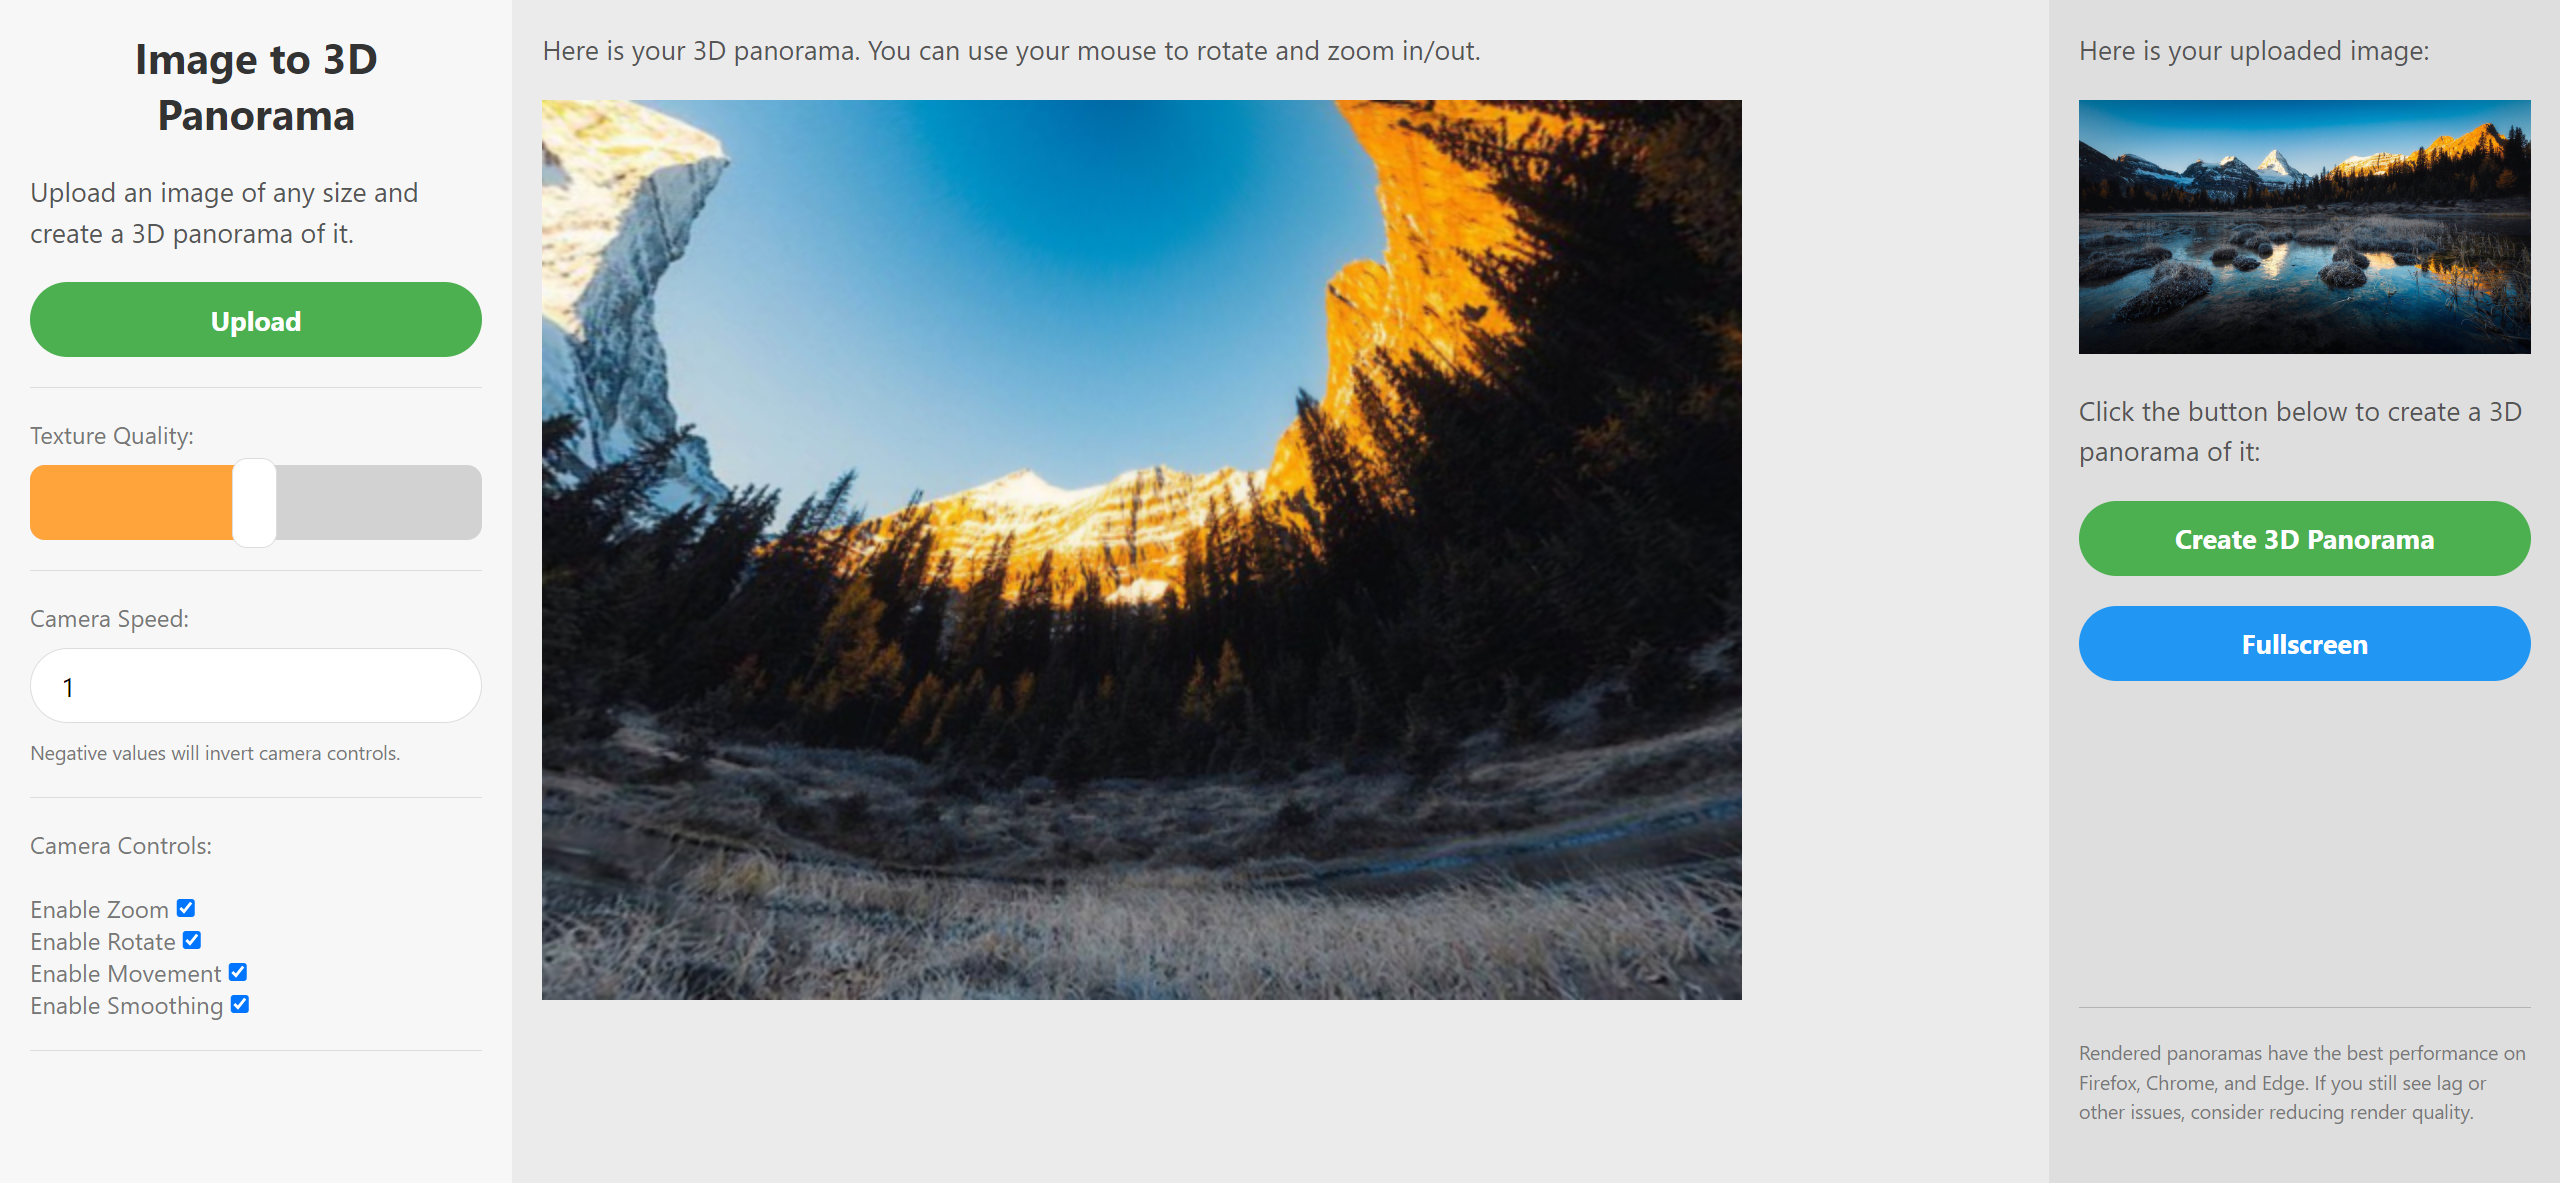 Image to 3D
Panorama
Upload an image of any size and
create a 3D panorama of it.
Upload
Texture Quality:
Camera Speed:
1
Negative values will invert camera controls.
Camera Controls:
Enable Zoom
Enable Rotate
Enable Movement
Enable Smoothing
Here is your 3D panorama. You can use your mouse to rotate and zoom in/out.
Here is your uploaded image:
Click the button below to create a 3D
panorama of it:
Create 3D Panorama
Fullscreen
Rendered panoramas have the best performance on
Firefox, Chrome, and Edge. If you still see lag or
other issues, consider reducing render quality.